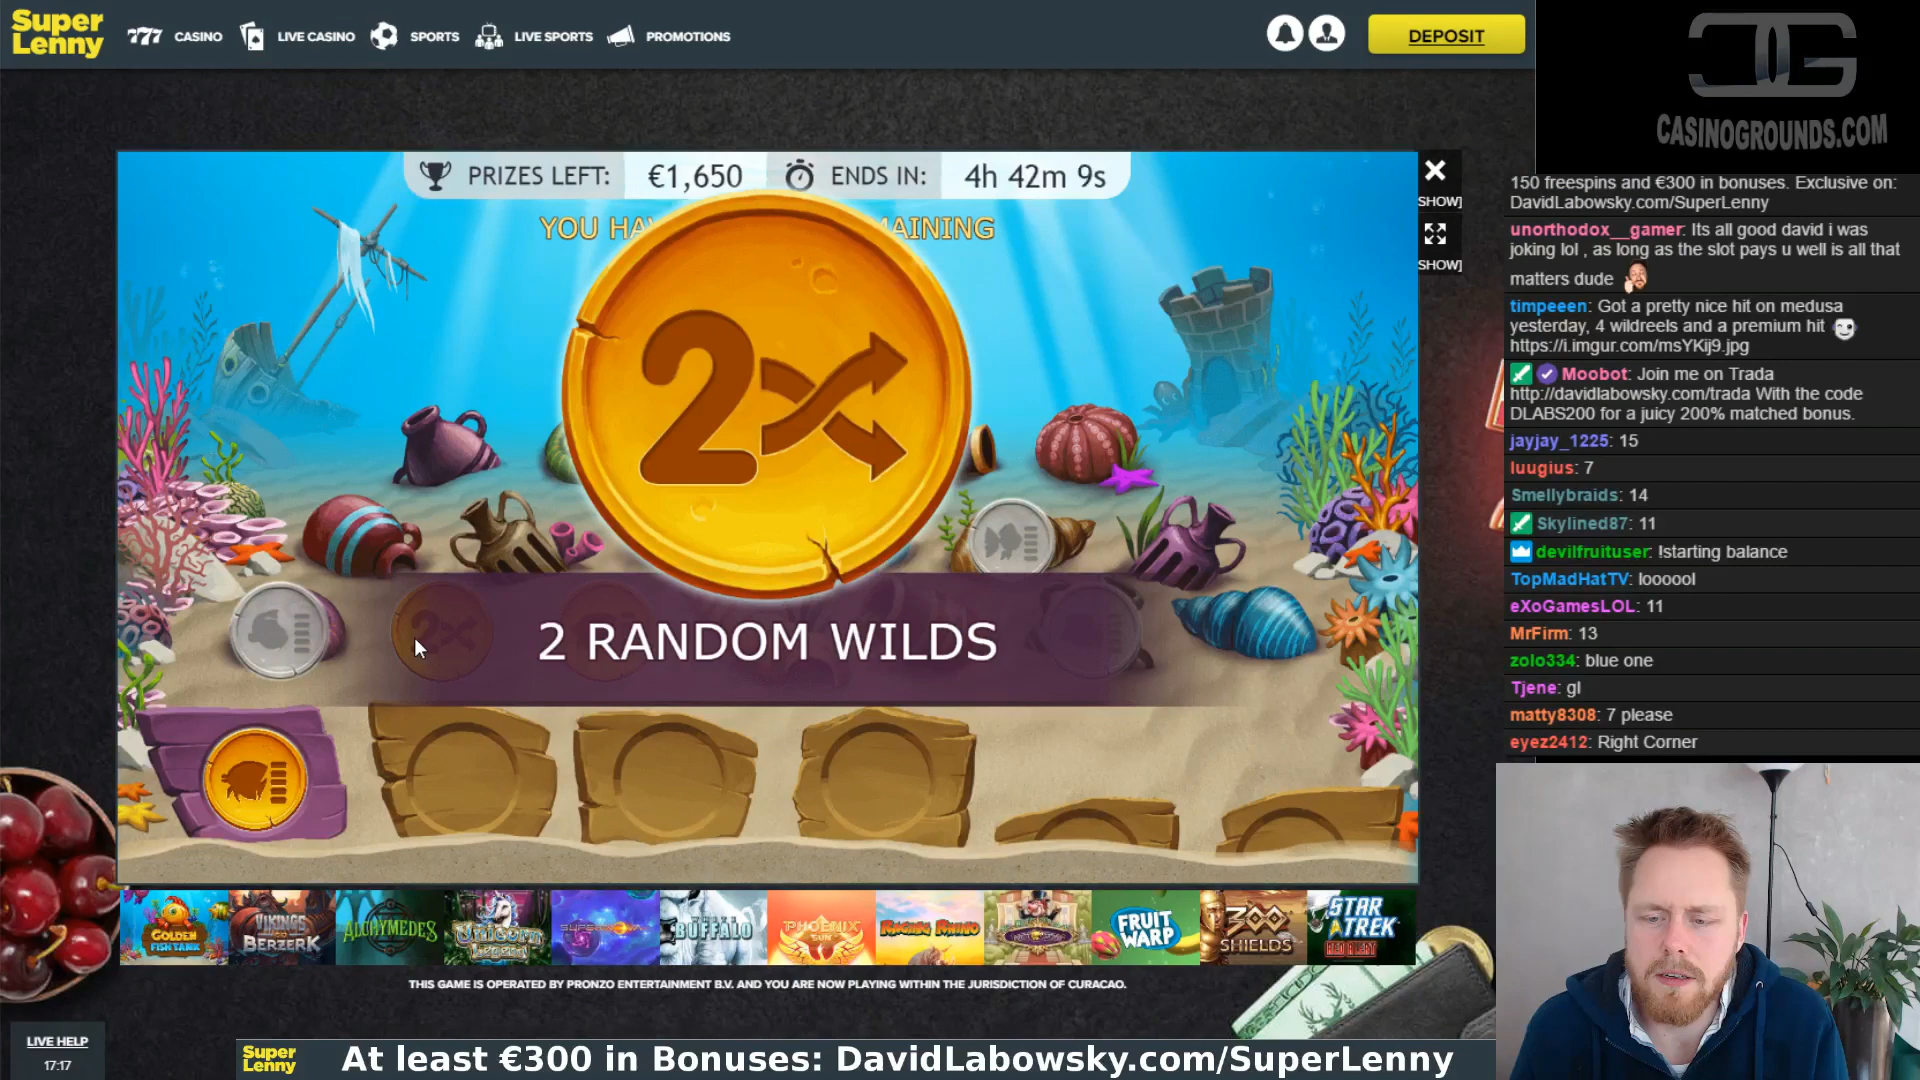 Super
Lenny
777 CASINO
LIVE CASINO
SPORTS
LIVE SPORTS
PROMOTIONS
DEPOSIT
CG
CASINOGROUNDS.COM
PRIZES LEFT: €1,650 ENDS IN: 4h 42m 9s
YOU HA
AINING
SHOW]
SHOW]
2
2 RANDOM WILDS
150 freespins and €300 in bonuses. Exclusive on:
DavidLabowsky.com/SuperLenny
unorthodox__gamer: Its all good david i was
joking lol , as long as the slot pays u well is all that
matters dude
timpeeen: Got a pretty nice hit on medusa
yesterday, 4 wildreels and a premium hit
https://i.imgur.com/msYKij9.jpg
Moobot: Join me on Trada
http://davidlabowsky.com/trada With the code
DLABS200 for a juicy 200% matched bonus.
jayjay_1225: 15
luugius: 7
Smellybraids: 14
Skylined87: 11
devilfruituser: !starting balance
TopMadHatTV: loooool
eXoGamesLOL: 11
MrFirm: 13
zolo334: blue one
Tjene: gl
matty8308: 7 please
eyez2412: Right Corner
GOLDEN
FISH TANK
VIKINGS
GO
BERZERK
ALCHYMEDES
Unicorn
Legend
SUPERNOVA
WHITE
BUFFALO
PHOENIX
SUN
RAGING RHINO
FRUIT
WARP
300
SHIELDS
STAR
TREK
RED ALERT
THIS GAME IS OPERATED BY PRONZO ENTERTAINMENT B.V. AND YOU ARE NOW PLAYING WITHIN THE JURISDICTION OF CURACAO.
LIVE HELP
17:17
Super
Lenny
At least €300 in Bonuses: DavidLabowsky.com/SuperLenny